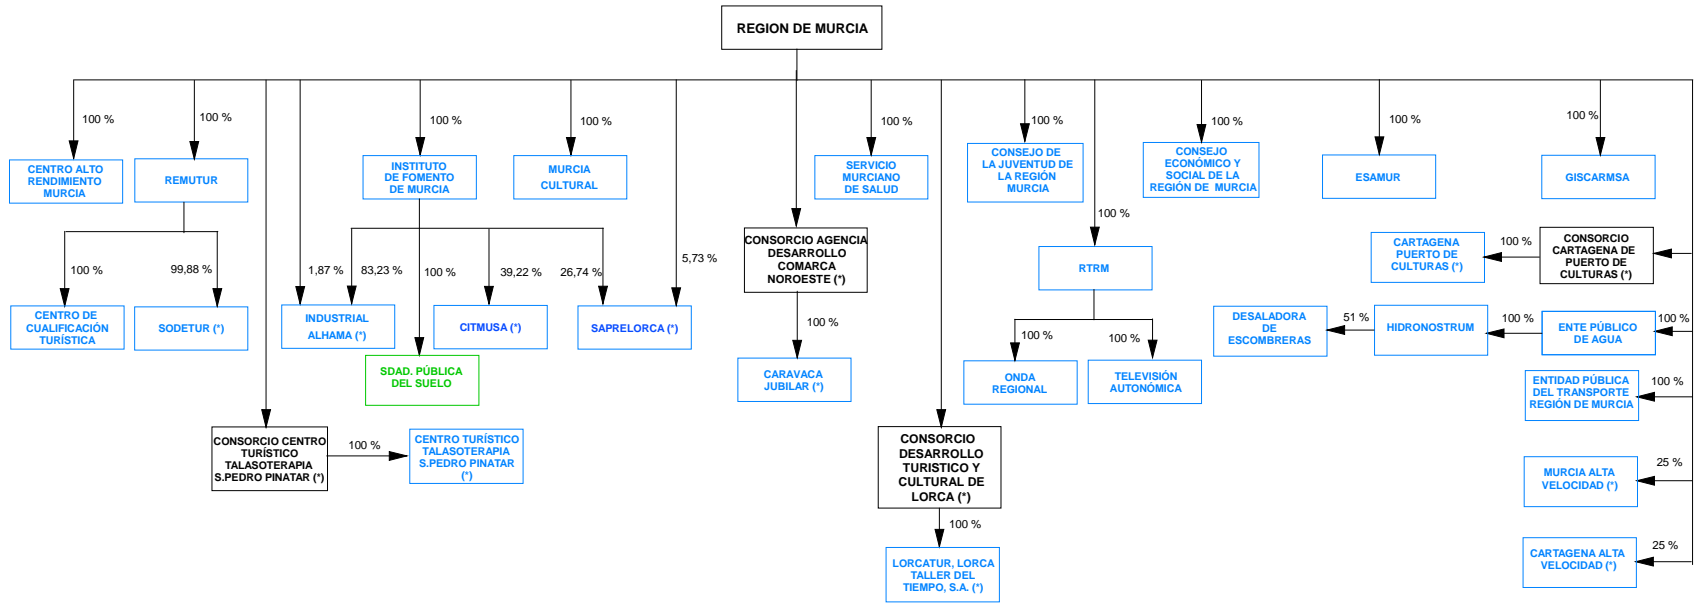 REGION DE MURCIA
100 %
100 %
100 %
100 %
5,73 %
100 %
100 %
100 %
100 %
100 %
CENTRO ALTO
RENDIMIENTO
MURCIA
REMUTUR
INSTITUTO
DE FOMENTO
DE MURCIA
MURCIA
CULTURAL
SERVICIO
MURCIANO
DE SALUD
CONSEJO DE
LA JUVENTUD DE
LA REGIÓN
MURCIA
CONSEJO
ECONÓMICO Y
SOCIAL DE LA
REGIÓN DE MURCIA
ESAMUR
GISCARMSA
100 %
99,88 %
1,87 %
83,23 %
100 %
39,22 %
26,74 %
CONSORCIO AGENCIA
DESARROLLO
COMARCA
NOROESTE (*)
100 %
RTRM
CARTAGENA
PUERTO DE
CULTURAS (*)
100 %
CONSORCIO
CARTAGENA DE
PUERTO DE
CULTURAS (*)
CENTRO DE
CUALIFICACIÓN
TURÍSTICA
SODETUR (*)
INDUSTRIAL
ALHAMA (*)
CITMUSA (*)
SAPRELORCA (*)
100 %
100 %
100 %
DESALADORA
DE
ESCOMBRERAS
51 %
HIDRONOSTRUM
100 %
ENTE PÚBLICO
DE AGUA
100 %
SDAD. PÚBLICA
DEL SUELO
CARAVACA
JUBILAR (*)
ONDA
REGIONAL
TELEVISIÓN
AUTONÓMICA
ENTIDAD PÚBLICA
DEL TRANSPORTE
REGIÓN DE MURCIA
100 %
CONSORCIO CENTRO
TURÍSTICO
TALASOTERAPIA
S.PEDRO PINATAR (*)
100 %
CENTRO TURÍSTICO
TALASOTERAPIA
S.PEDRO PINATAR
(*)
CONSORCIO
DESARROLLO
TURISTICO Y
CULTURAL DE
LORCA (*)
100 %
MURCIA ALTA
VELOCIDAD (*)
25 %
LORCATUR, LORCA
TALLER DEL
TIEMPO, S.A. (*)
CARTAGENA ALTA
VELOCIDAD (*)
25 %